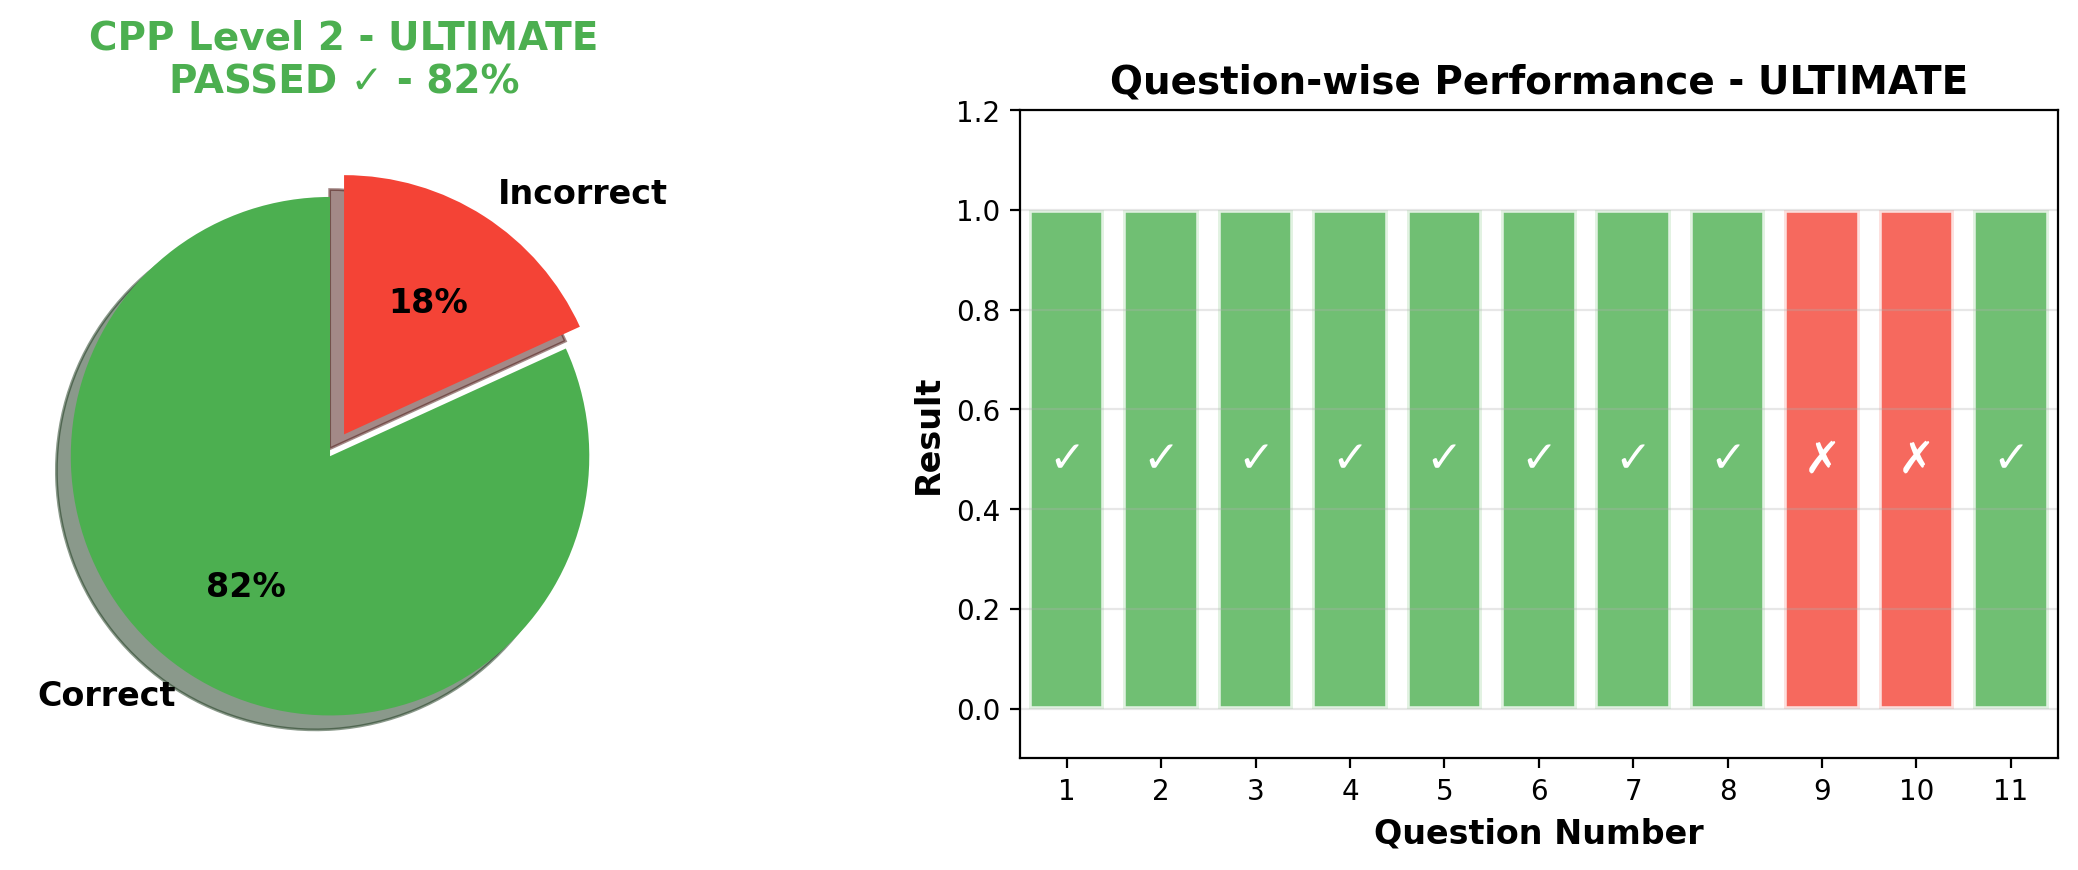 CPP Level 2 - ULTIMATE
PASSED ✓ - 82%
Incorrect
18%
82%
Correct
Question-wise Performance - ULTIMATE
Result
1.2
1.0
0.8
0.6
0.4
0.2
0.0
✓ ✓ ✓ ✓ ✓ ✓ ✓ ✓ ✗ ✗ ✓
1 2 3 4 5 6 7 8 9 10 11
Question Number